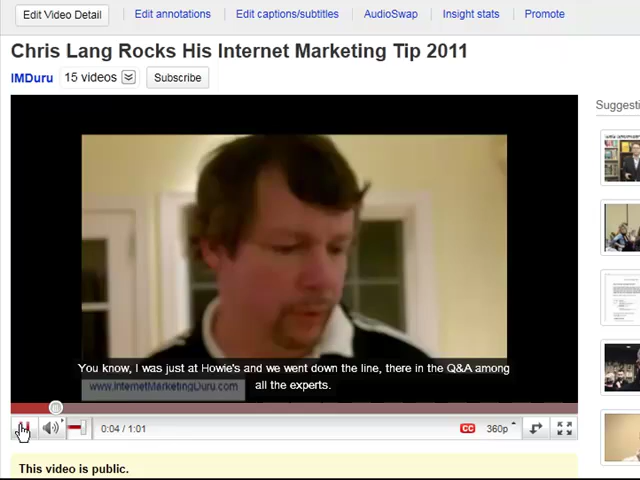 Edit Video Detail Edit annotations Edit captions/subtitles AudioSwap Insight stats Promote
Chris Lang Rocks His Internet Marketing Tip 2011
IMDuru 15 videos Subscribe
Suggesti
You know, I was just at Howie's and we went down the line, there in the Q&A among
all the experts.
www.InternetMarketingDuru.com
0:04 / 1:01 CC 360p
This video is public.